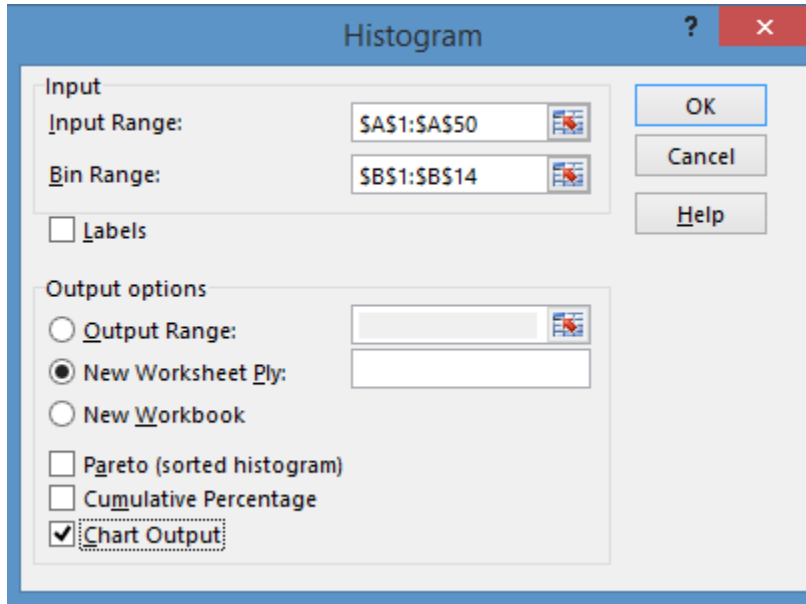 Histogram
?
Input
Input Range: $A$1:$A$50
Bin Range: $B$1:$B$14
Labels
OK
Cancel
Help
Output options
Output Range:
New Worksheet Ply:
New Workbook
Pareto (sorted histogram)
Cumulative Percentage
Chart Output